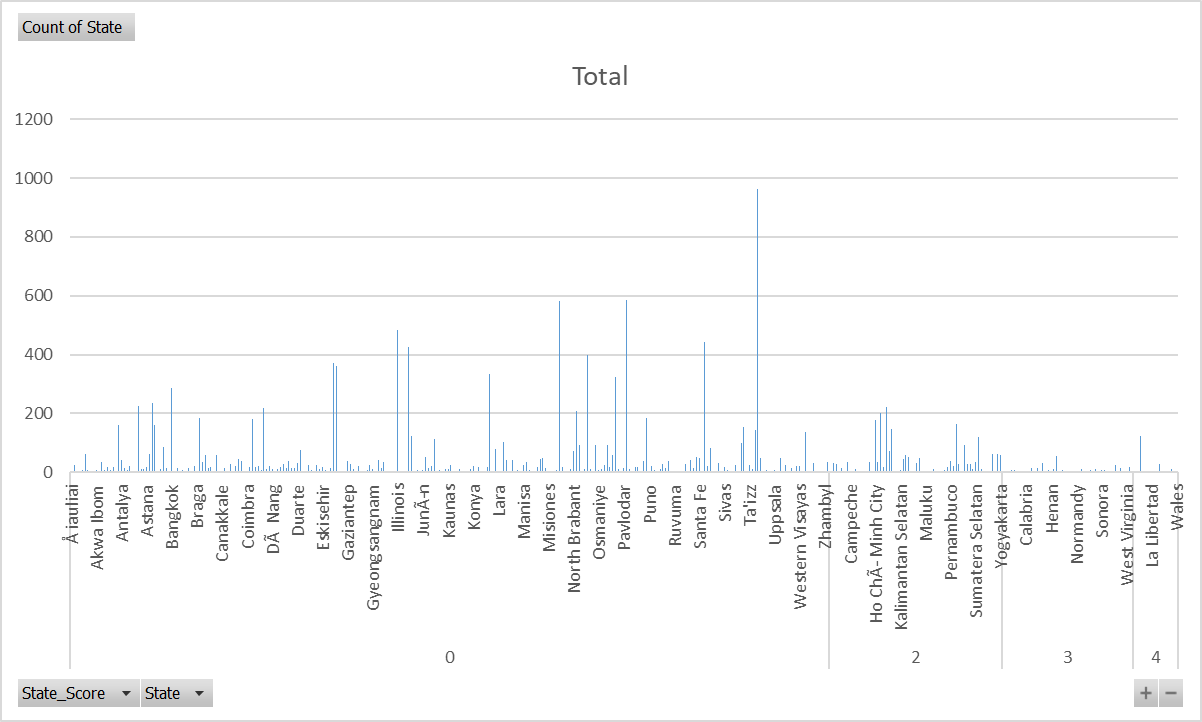 Count of State
Total
1200
1000
800
600
400
200
0
Å iauliai
Akwa Ibom
Antalya
Astana
Bangkok
Braga
Canakkale
Coimbra
DÃ  Nang
Duarte
Eskisehir
Gaziantep
Gyeongsangnam
Illinois
JunÃ-n
Kaunas
Konya
Lara
Manisa
Misiones
North Brabant
Osmaniye
Pavlodar
Puno
Ruvuma
Santa Fe
Sivas
Ta'izz
Uppsala
Western Visayas
Zhambyl
Campeche
Ho ChÃ- Minh City
Kalimantan Selatan
Maluku
Pernambuco
Sumatera Selatan
Yogyakarta
Calabria
Henan
Normandy
Sonora
West Virginia
La Libertad
Wales
0 2 3 4
State_Score State + −